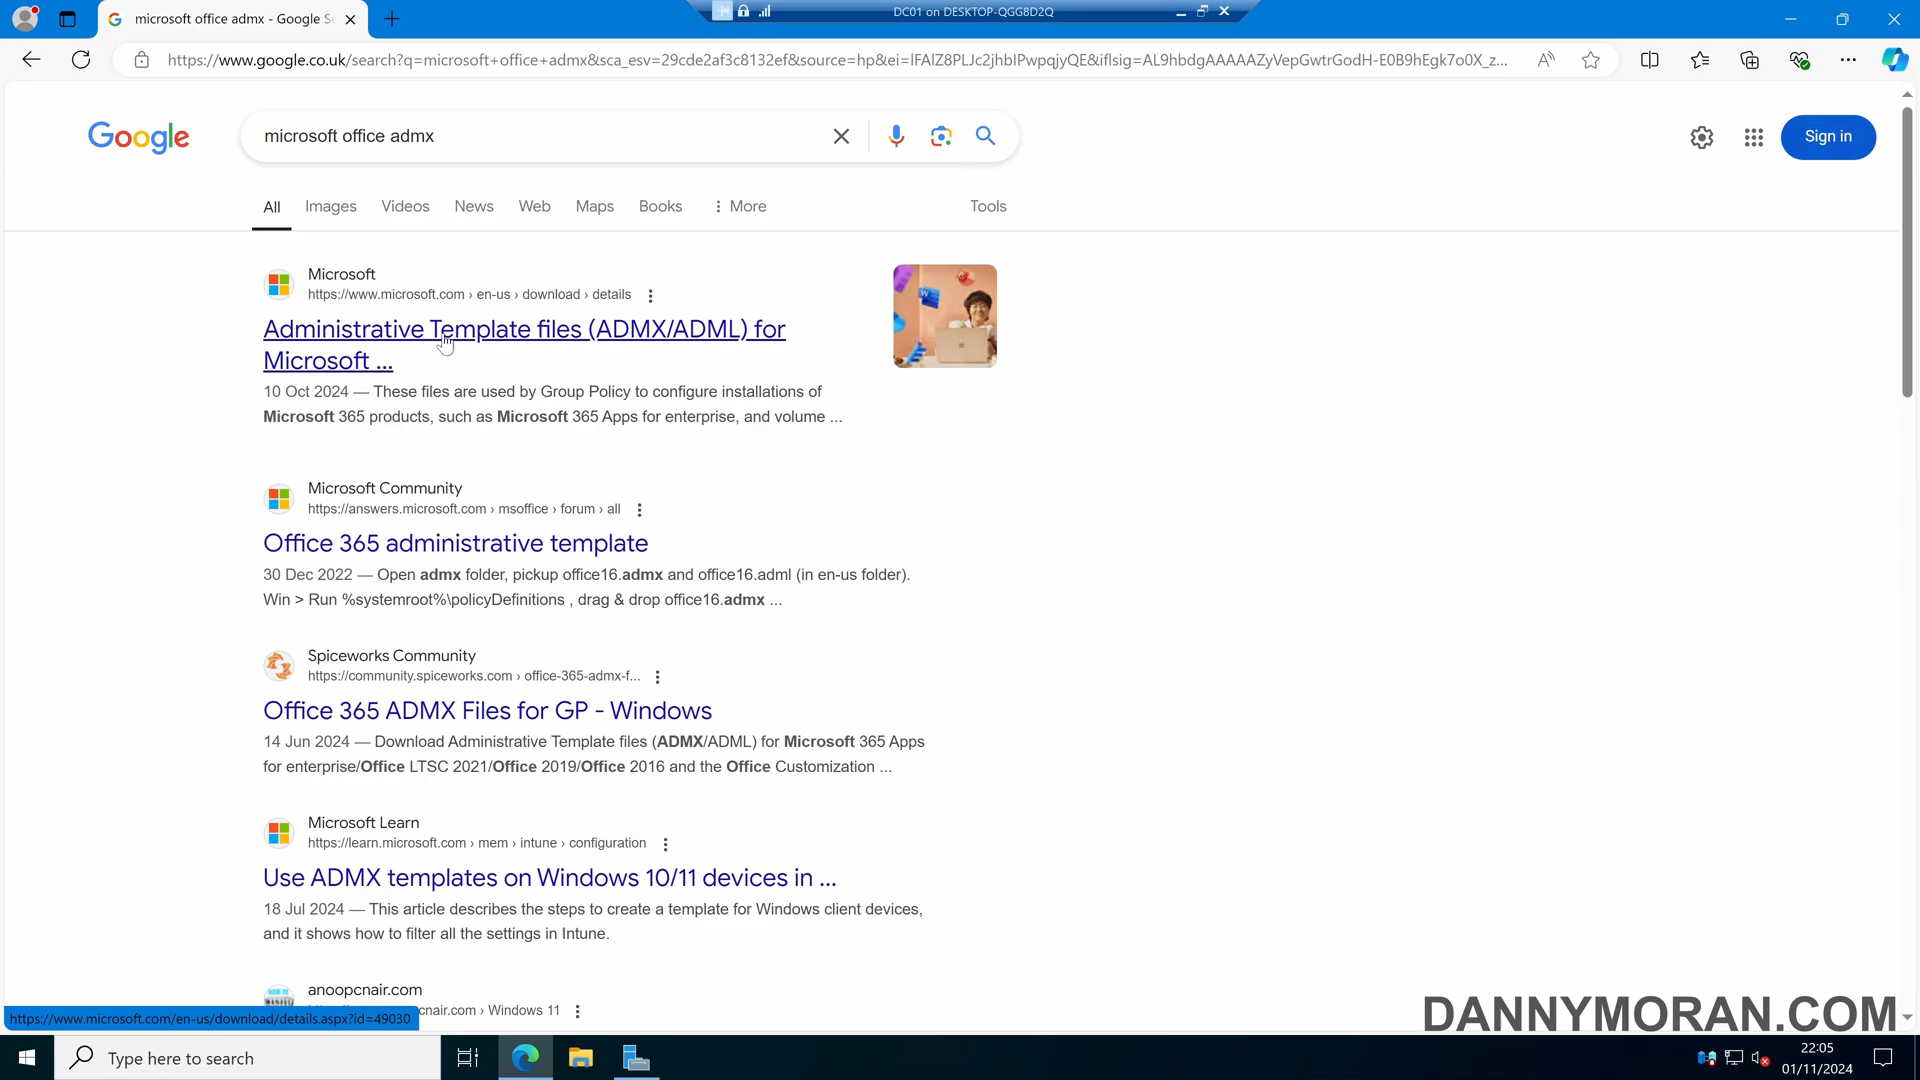 microsoft office admx - Google Se
DC01 on DESKTOP-QGG8D2Q
https://www.google.co.uk/search?q=microsoft+office+admx&sca_esv=29cde2af3c8132ef&source=hp&ei=IFAlZ8PLJc2jhbIPwpqjyQE&iflsig=AL9hbdgAAAAAZyVepGwtrGodH-E0B9hEgk7o0X_z...
Google
microsoft office admx
Sign in
All Images Videos News Web Maps Books More Tools
Microsoft
https://www.microsoft.com › en-us › download › details
Administrative Template files (ADMX/ADML) for
Microsoft ...
10 Oct 2024 — These files are used by Group Policy to configure installations of
Microsoft 365 products, such as Microsoft 365 Apps for enterprise, and volume ...
Microsoft Community
https://answers.microsoft.com › msoffice › forum › all
Office 365 administrative template
30 Dec 2022 — Open admx folder, pickup office16.admx and office16.adml (in en-us folder).
Win > Run %systemroot%\policyDefinitions , drag & drop office16.admx ...
Spiceworks Community
https://community.spiceworks.com › office-365-admx-f...
Office 365 ADMX Files for GP - Windows
14 Jun 2024 — Download Administrative Template files (ADMX/ADML) for Microsoft 365 Apps
for enterprise/Office LTSC 2021/Office 2019/Office 2016 and the Office Customization ...
Microsoft Learn
https://learn.microsoft.com › mem › intune › configuration
Use ADMX templates on Windows 10/11 devices in ...
18 Jul 2024 — This article describes the steps to create a template for Windows client devices,
and it shows how to filter all the settings in Intune.
anoopcnair.com
cnair.com › Windows 11
https://www.microsoft.com/en-us/download/details.aspx?id=49030
DANNYMORAN.COM
Type here to search
22:05
01/11/2024